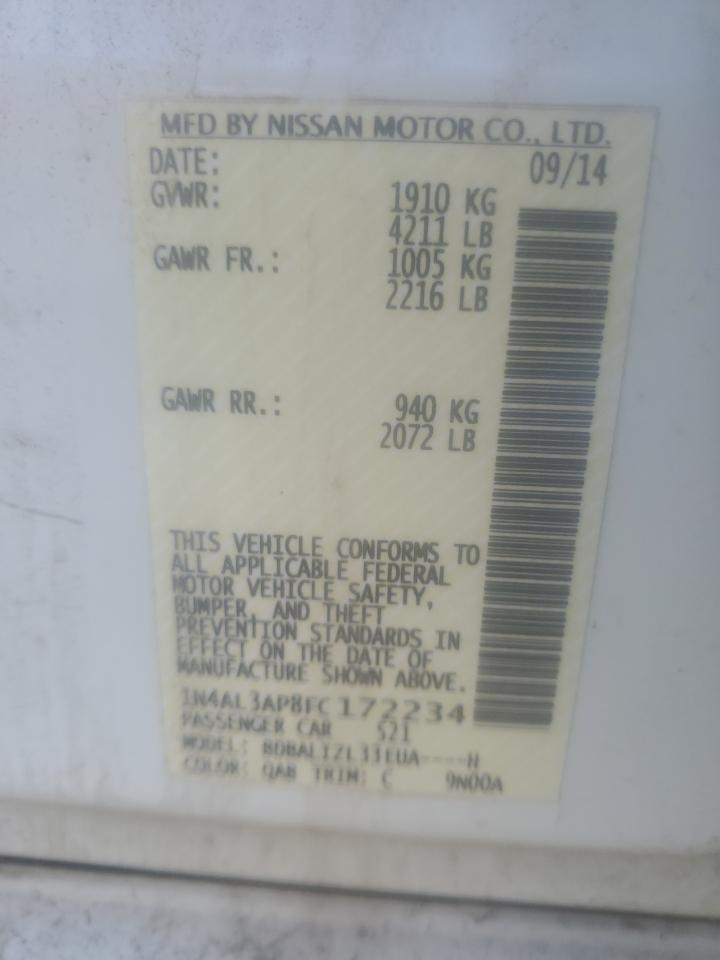 MFD BY NISSAN MOTOR CO., LTD.
DATE: 09/14
GVWR: 1910 KG
4211 LB
GAWR FR.: 1005 KG
2216 LB
GAWR RR.: 940 KG
2072 LB
THIS VEHICLE CONFORMS TO
ALL APPLICABLE FEDERAL
MOTOR VEHICLE SAFETY,
BUMPER, AND THEFT
PREVENTION STANDARDS IN
EFFECT ON THE DATE OF
MANUFACTURE SHOWN ABOVE.
1N4AL3AP8FC172234
PASSENGER CAR 521
MODEL: BDBALIZL33EUA----H
COLOR: QAB TRIM: C 9N00A